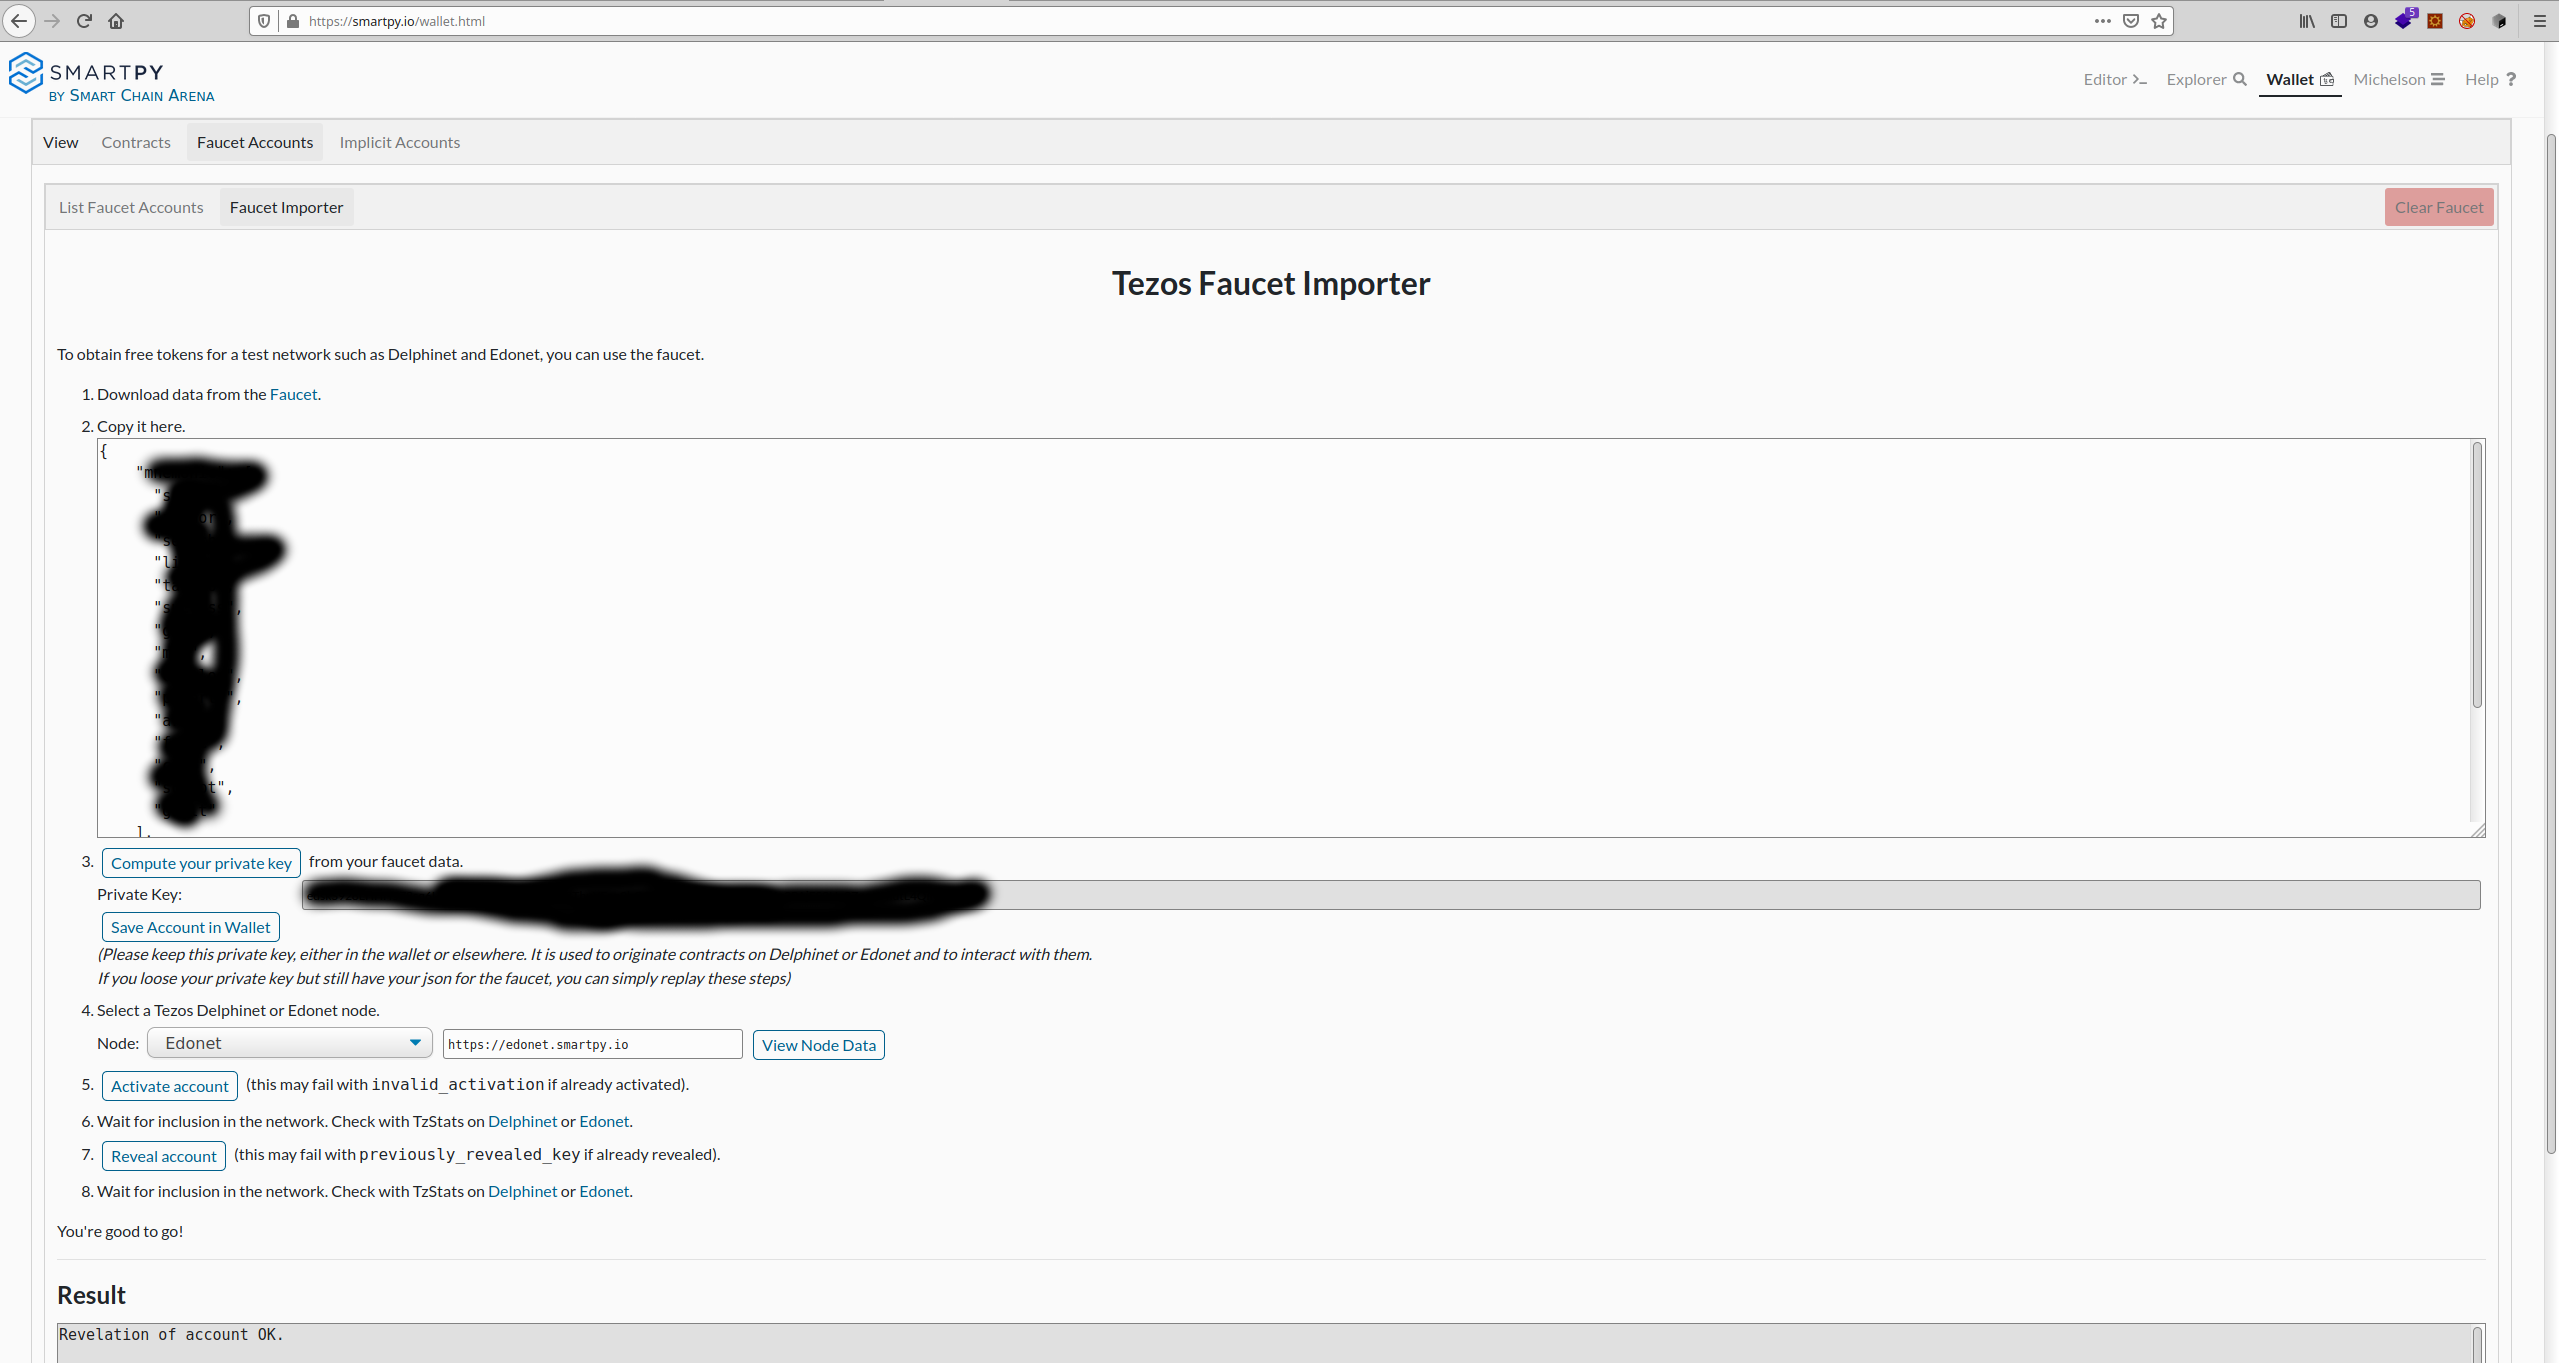 https://smartpy.io/wallet.html
5
SMARTPY
BY SMART CHAIN ARENA
Editor Explorer Wallet Michelson Help ?
View Contracts Faucet Accounts Implicit Accounts
List Faucet Accounts Faucet Importer Clear Faucet
Tezos Faucet Importer
To obtain free tokens for a test network such as Delphinet and Edonet, you can use the faucet.
1. Download data from the Faucet.
2. Copy it here.
{
],
3. Compute your private key from your faucet data.
Private Key:
Save Account in Wallet
(Please keep this private key, either in the wallet or elsewhere. It is used to originate contracts on Delphinet or Edonet and to interact with them.
If you loose your private key but still have your json for the faucet, you can simply replay these steps)
4. Select a Tezos Delphinet or Edonet node.
Node: Edonet https://edonet.smartpy.io View Node Data
5. Activate account (this may fail with invalid_activation if already activated).
6. Wait for inclusion in the network. Check with TzStats on Delphinet or Edonet.
7. Reveal account (this may fail with previously_revealed_key if already revealed).
8. Wait for inclusion in the network. Check with TzStats on Delphinet or Edonet.
You're good to go!
Result
Revelation of account OK.